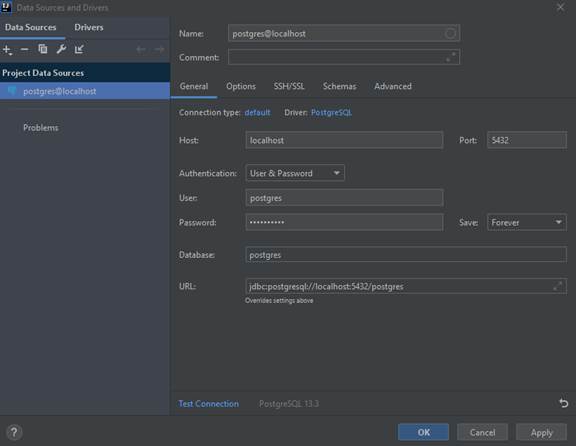 Data Sources and Drivers
Data Sources Drivers
Project Data Sources
postgres@localhost
Problems
Name: postgres@localhost
Comment:
General Options SSH/SSL Schemas Advanced
Connection type: default Driver: PostgreSQL
Host: localhost Port: 5432
Authentication: User & Password
User: postgres
Password: •••••••••• Save: Forever
Database: postgres
URL: jdbc:postgresql://localhost:5432/postgres
Overrides settings above
Test Connection PostgreSQL 13.3
? OK Cancel Apply